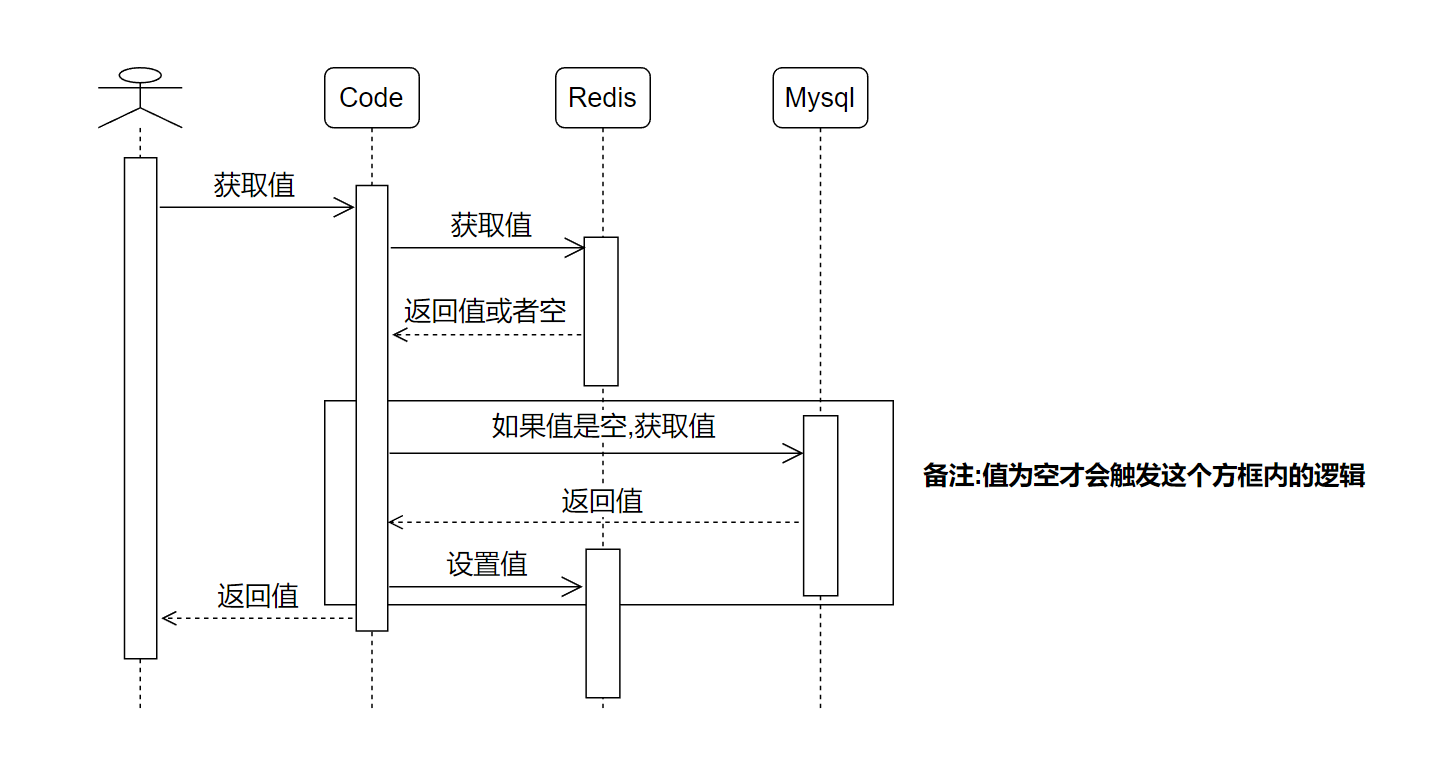 Code
Redis
Mysql
获取值
获取值
返回值或者空
如果值是空,获取值
备注:值为空才会触发这个方框内的逻辑
返回值
设置值
返回值